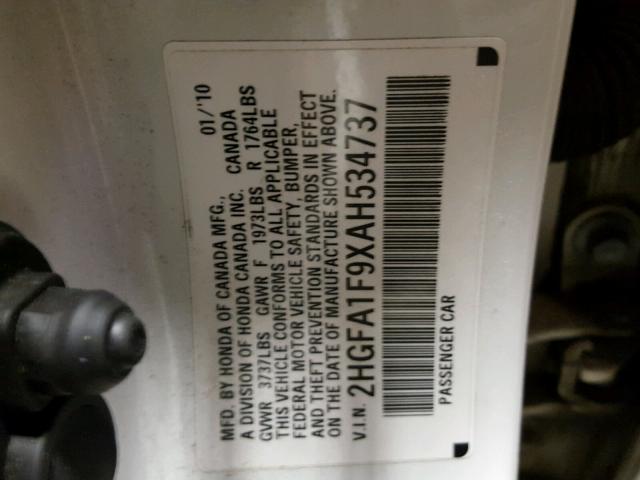 MFD. BY HONDA OF CANADA MFG., 01/'10
A DIVISION OF HONDA CANADA INC. CANADA
GVWR 3737LBS GAWR F 1973LBS R 1764LBS
THIS VEHICLE CONFORMS TO ALL APPLICABLE
FEDERAL MOTOR VEHICLE SAFETY, BUMPER,
AND THEFT PREVENTION STANDARDS IN EFFECT
ON THE DATE OF MANUFACTURE SHOWN ABOVE.
V.I.N. 2HGFA1F9XAH534737
PASSENGER CAR